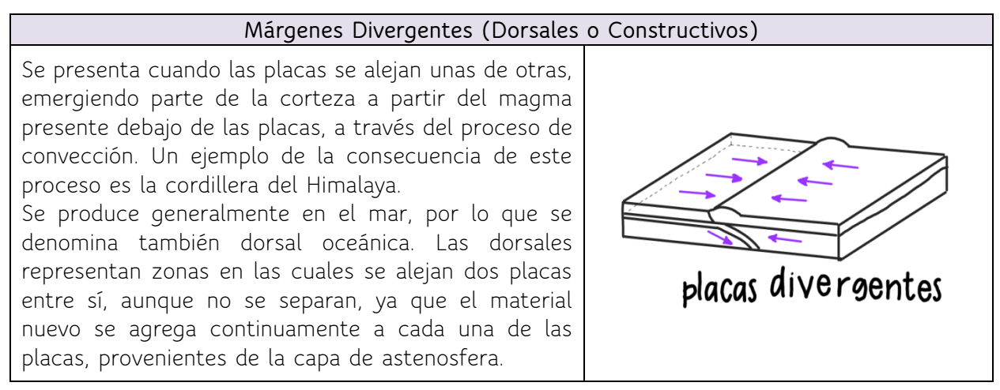 Márgenes Divergentes (Dorsales o Constructivos)
Se presenta cuando las placas se alejan unas de otras,
emergiendo parte de la corteza a partir del magma
presente debajo de las placas, a través del proceso de
convección. Un ejemplo de la consecuencia de este
proceso es la cordillera del Himalaya.
Se produce generalmente en el mar, por lo que se
denomina también dorsal oceánica. Las dorsales
representan zonas en las cuales se alejan dos placas
entre sí, aunque no se separan, ya que el material
nuevo se agrega continuamente a cada una de las
placas, provenientes de la capa de astenosfera.
placas divergentes